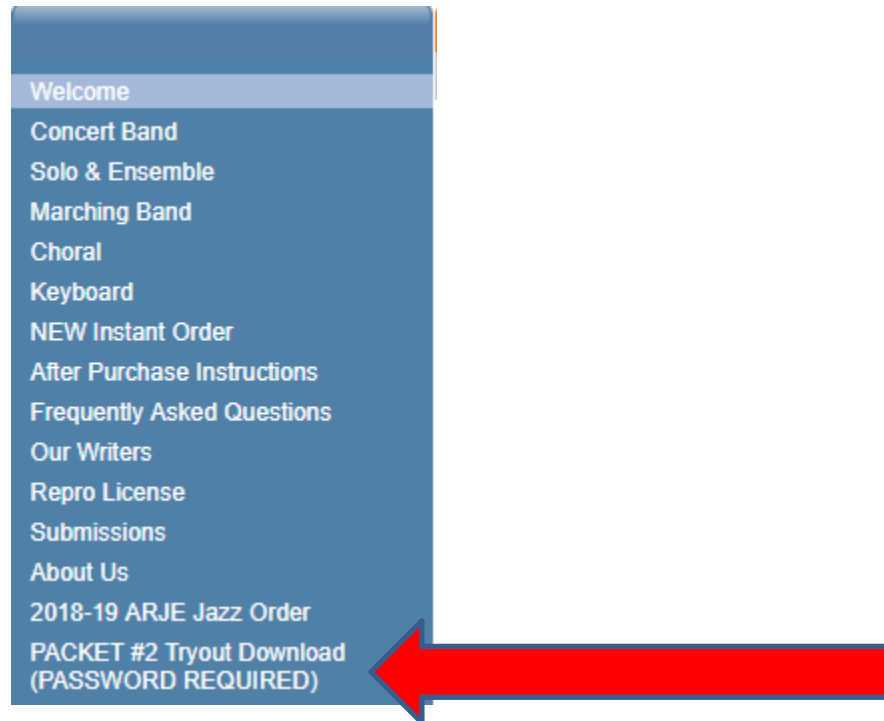 Welcome
Concert Band
Solo & Ensemble
Marching Band
Choral
Keyboard
NEW Instant Order
After Purchase Instructions
Frequently Asked Questions
Our Writers
Repro License
Submissions
About Us
2018-19 ARJE Jazz Order
PACKET #2 Tryout Download
(PASSWORD REQUIRED)